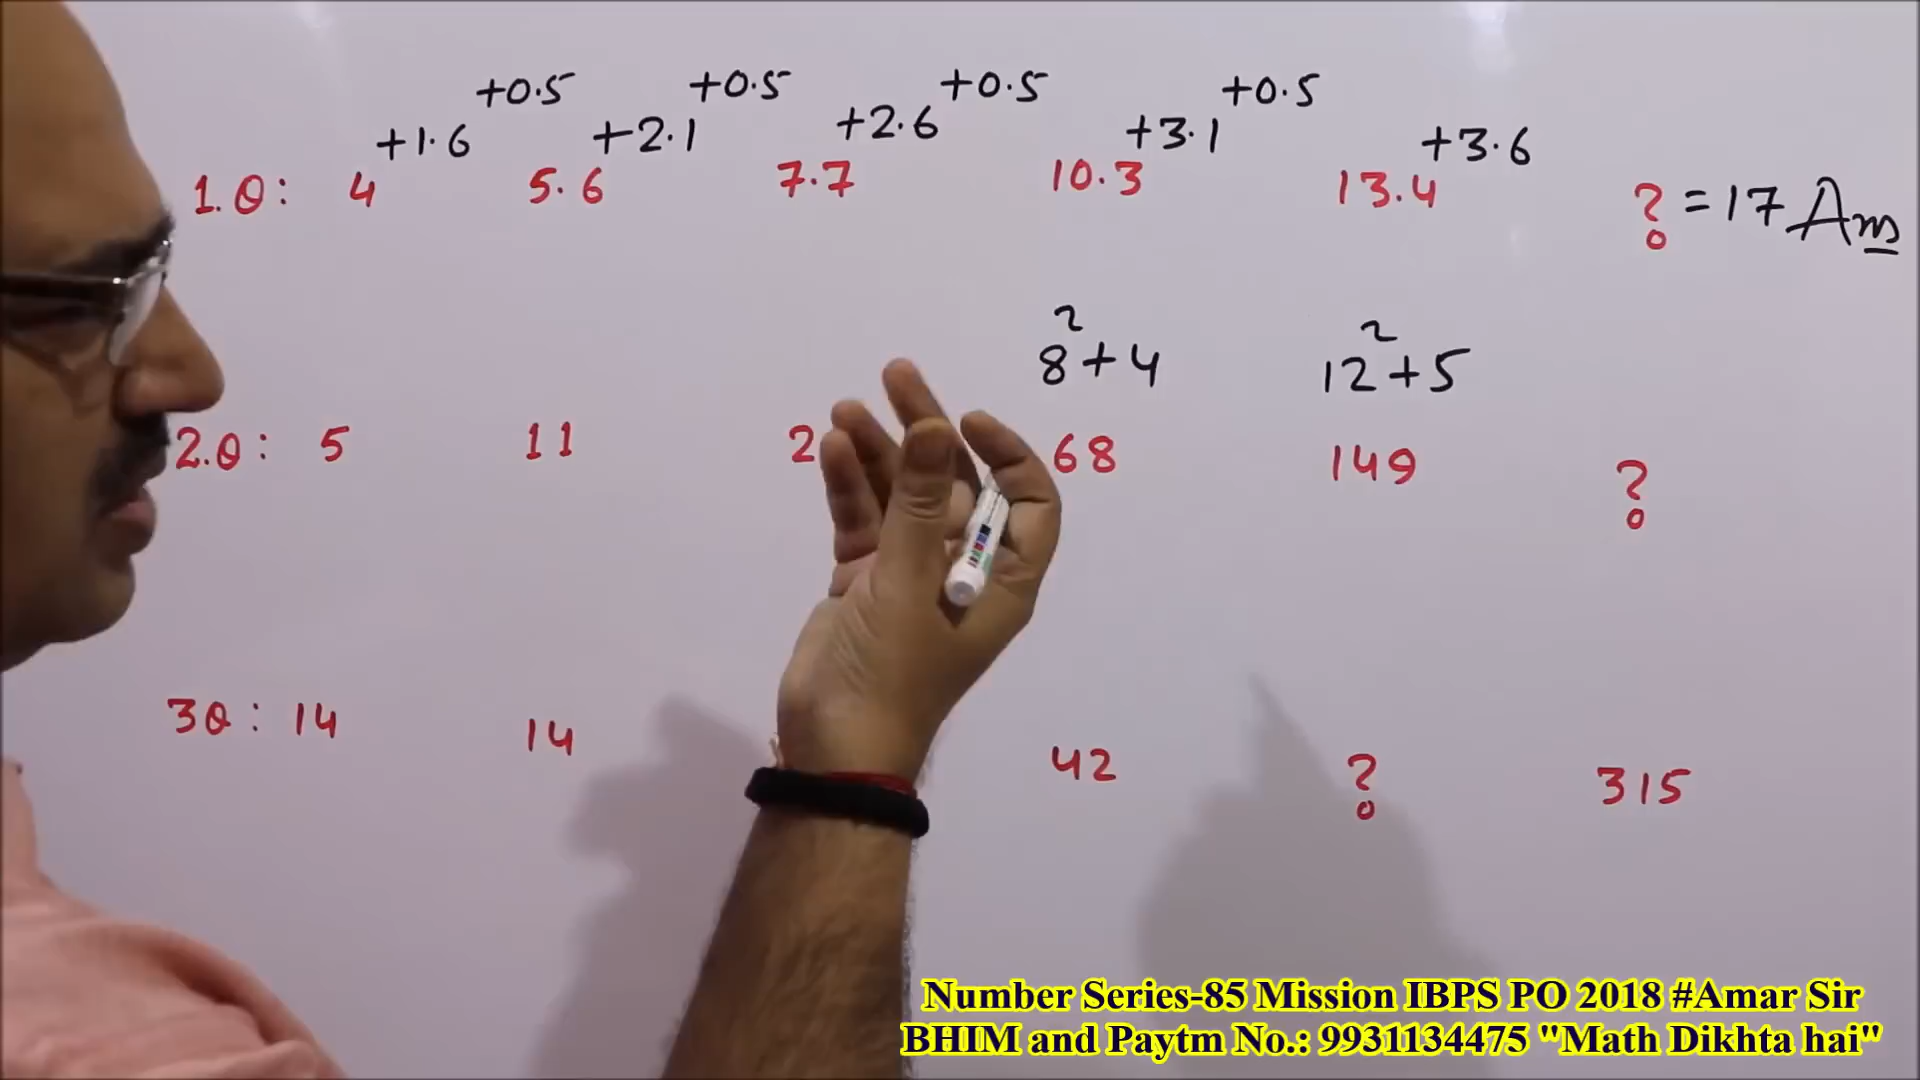 +0.5 +0.5 +0.5 +0.5
+1.6 +2.1 +2.6 +3.1 +3.6
1.Q: 4 5.6 7.7 10.3 13.4 ? = 17 Ans
8²+4 12²+5
2.Q: 5 11 2 68 149 ?
3Q: 14 14 42 ? 315
Number Series-85 Mission IBPS PO 2018 #Amar Sir
BHIM and Paytm No.: 9931134475 "Math Dikhta hai"